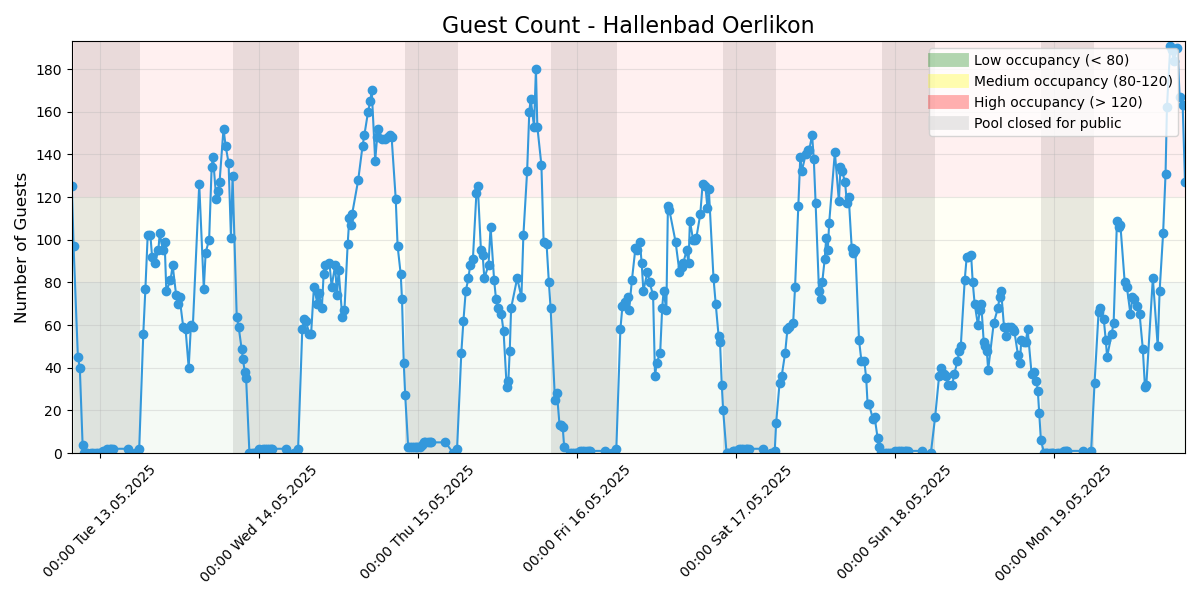 Guest Count - Hallenbad Oerlikon
Number of Guests
180
160
140
120
100
80
60
40
20
0
Low occupancy (< 80)
Medium occupancy (80-120)
High occupancy (> 120)
Pool closed for public
00:00 Tue 13.05.2025
00:00 Wed 14.05.2025
00:00 Thu 15.05.2025
00:00 Fri 16.05.2025
00:00 Sat 17.05.2025
00:00 Sun 18.05.2025
00:00 Mon 19.05.2025